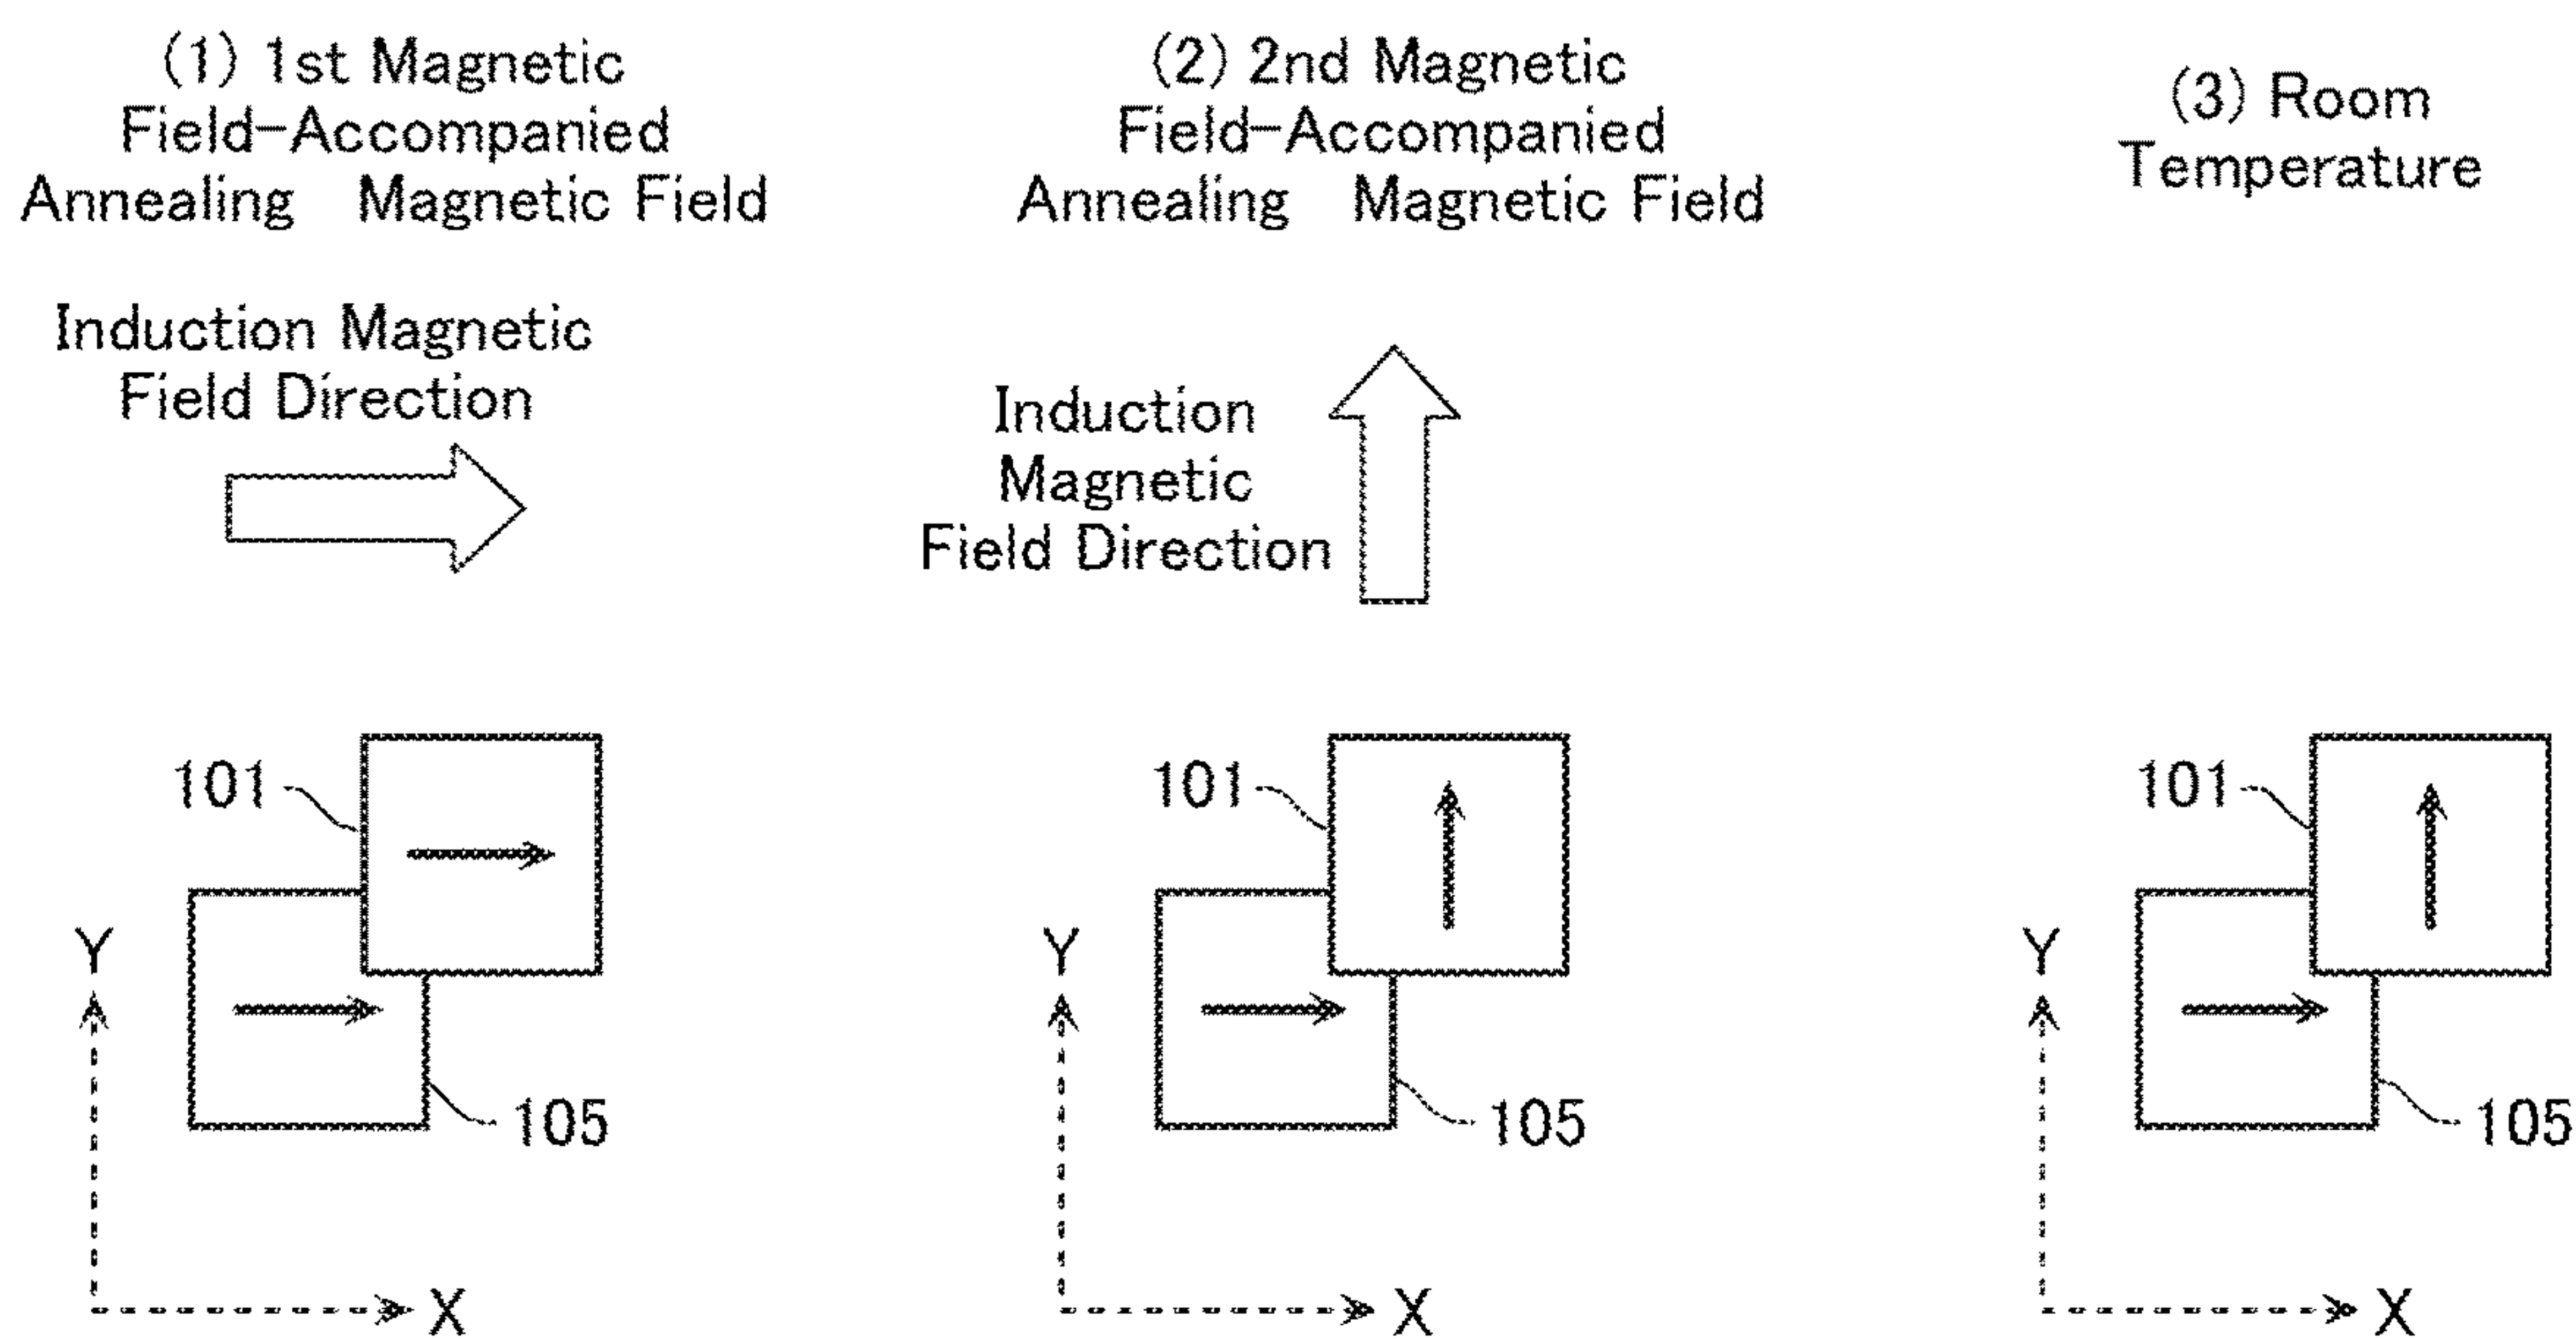 (1) 1st Magnetic
Field-Accompanied
Annealing Magnetic Field
Induction Magnetic
Field Direction
101
105
Y
X
(2) 2nd Magnetic
Field-Accompanied
Annealing Magnetic Field
Induction
Magnetic
Field Direction
101
105
Y
X
(3) Room
Temperature
101
105
Y
X